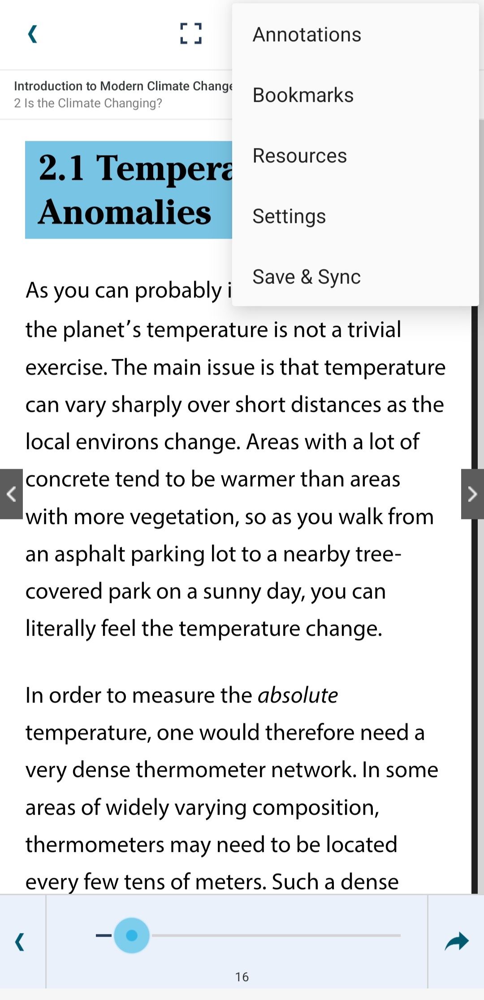 Annotations
Bookmarks
Resources
Settings
Save & Sync
Introduction to Modern Climate Change
2 Is the Climate Changing?
2.1
Anomalies
As you can probably
the planet’s temperature is not a trivial
exercise. The main issue is that temperature
can vary sharply over short distances as the
local environs change. Areas with a lot of
concrete tend to be warmer than areas
with more vegetation, so as you walk from
an asphalt parking lot to a nearby tree-
covered park on a sunny day, you can
literally feel the temperature change.
In order to measure the absolute
temperature, one would therefore need a
very dense thermometer network. In some
areas of widely varying composition,
thermometers may need to be located
every few tens of meters. Such a dense
16